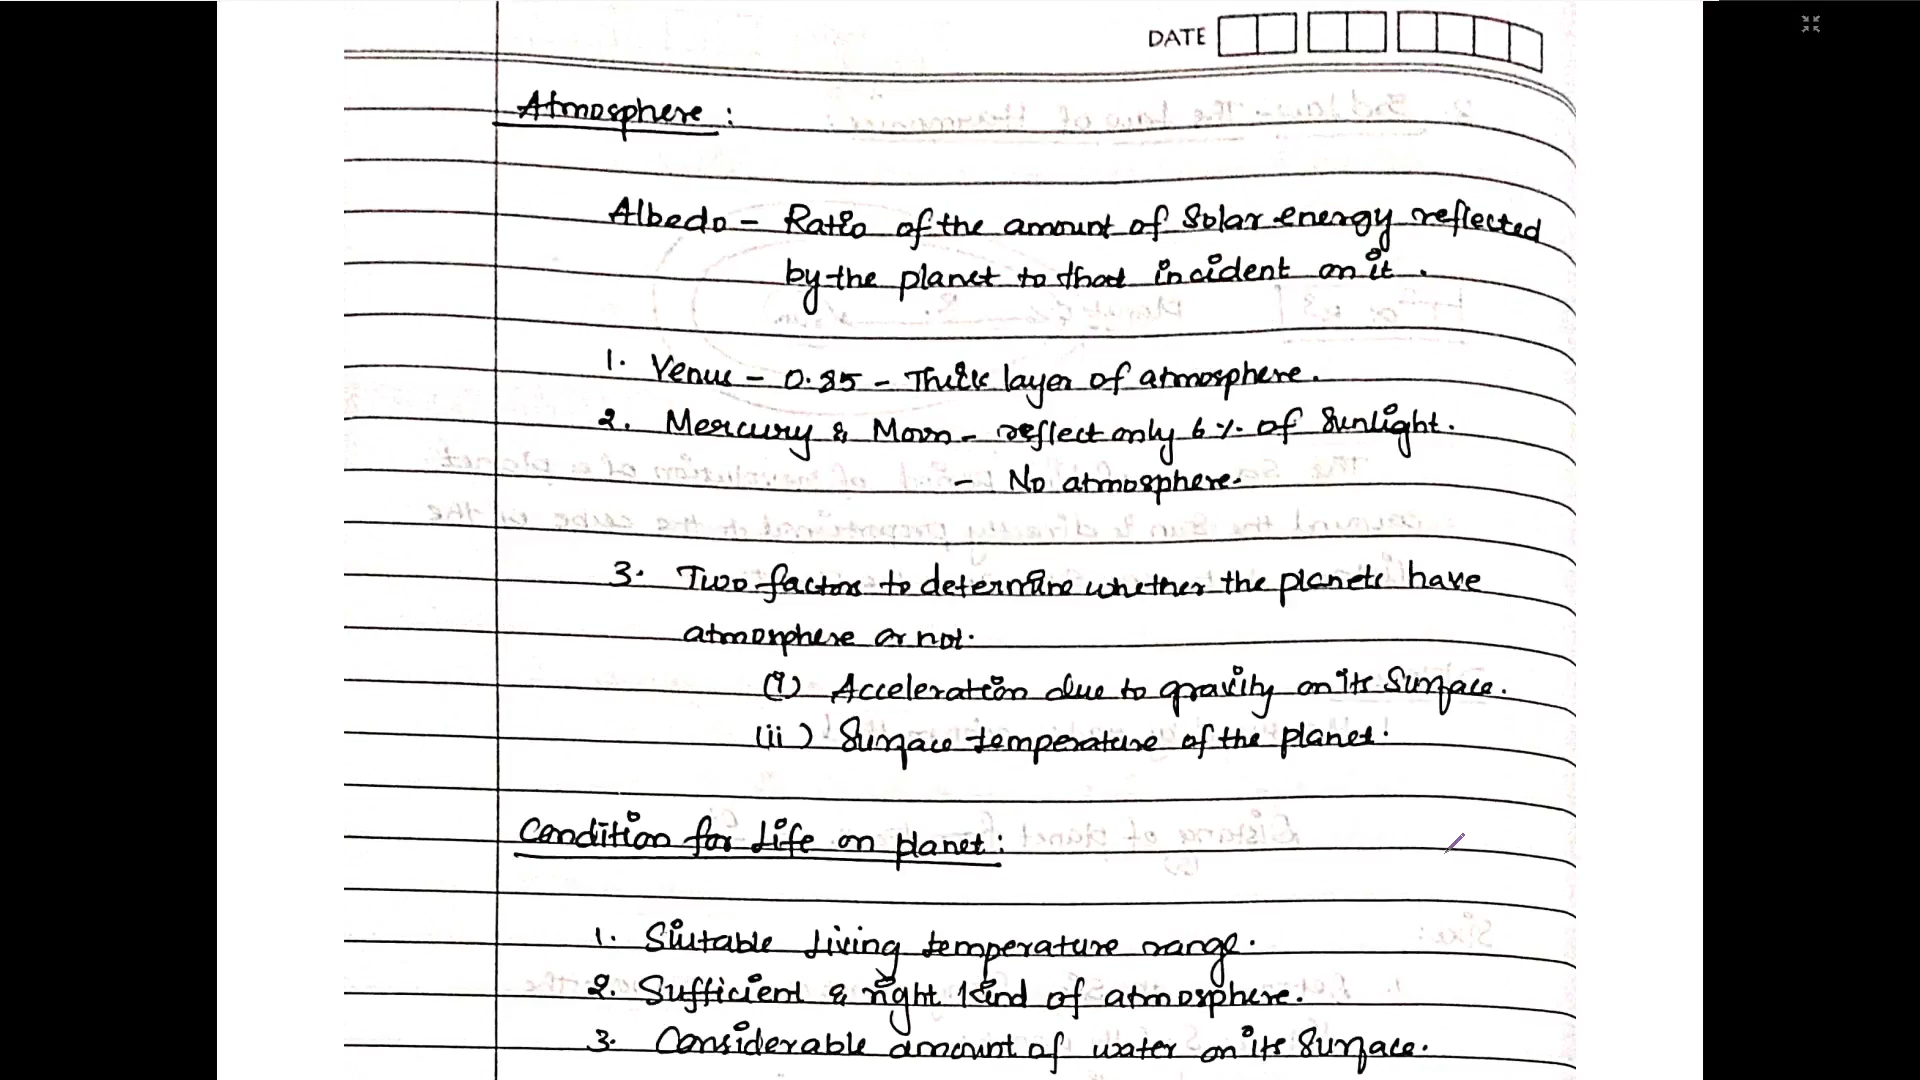 DATE
Atmosphere :
Albedo - Ratio of the amount of Solar energy reflected
by the planet to that incident on it .
1. Venus - 0.85 - Thick layer of atmosphere.
2. Mercury & Moon - reflect only 6 % of Sunlight.
- No atmosphere.
3. Two factors to determine whether the planets have
atmosphere or not.
(i) Acceleration due to gravity on its Surface.
(ii) Surface temperature of the planet.
Condition for Life on planet :
1. Suitable living temperature range.
2. Sufficient & right kind of atmosphere.
3. Considerable amount of water on its Surface.